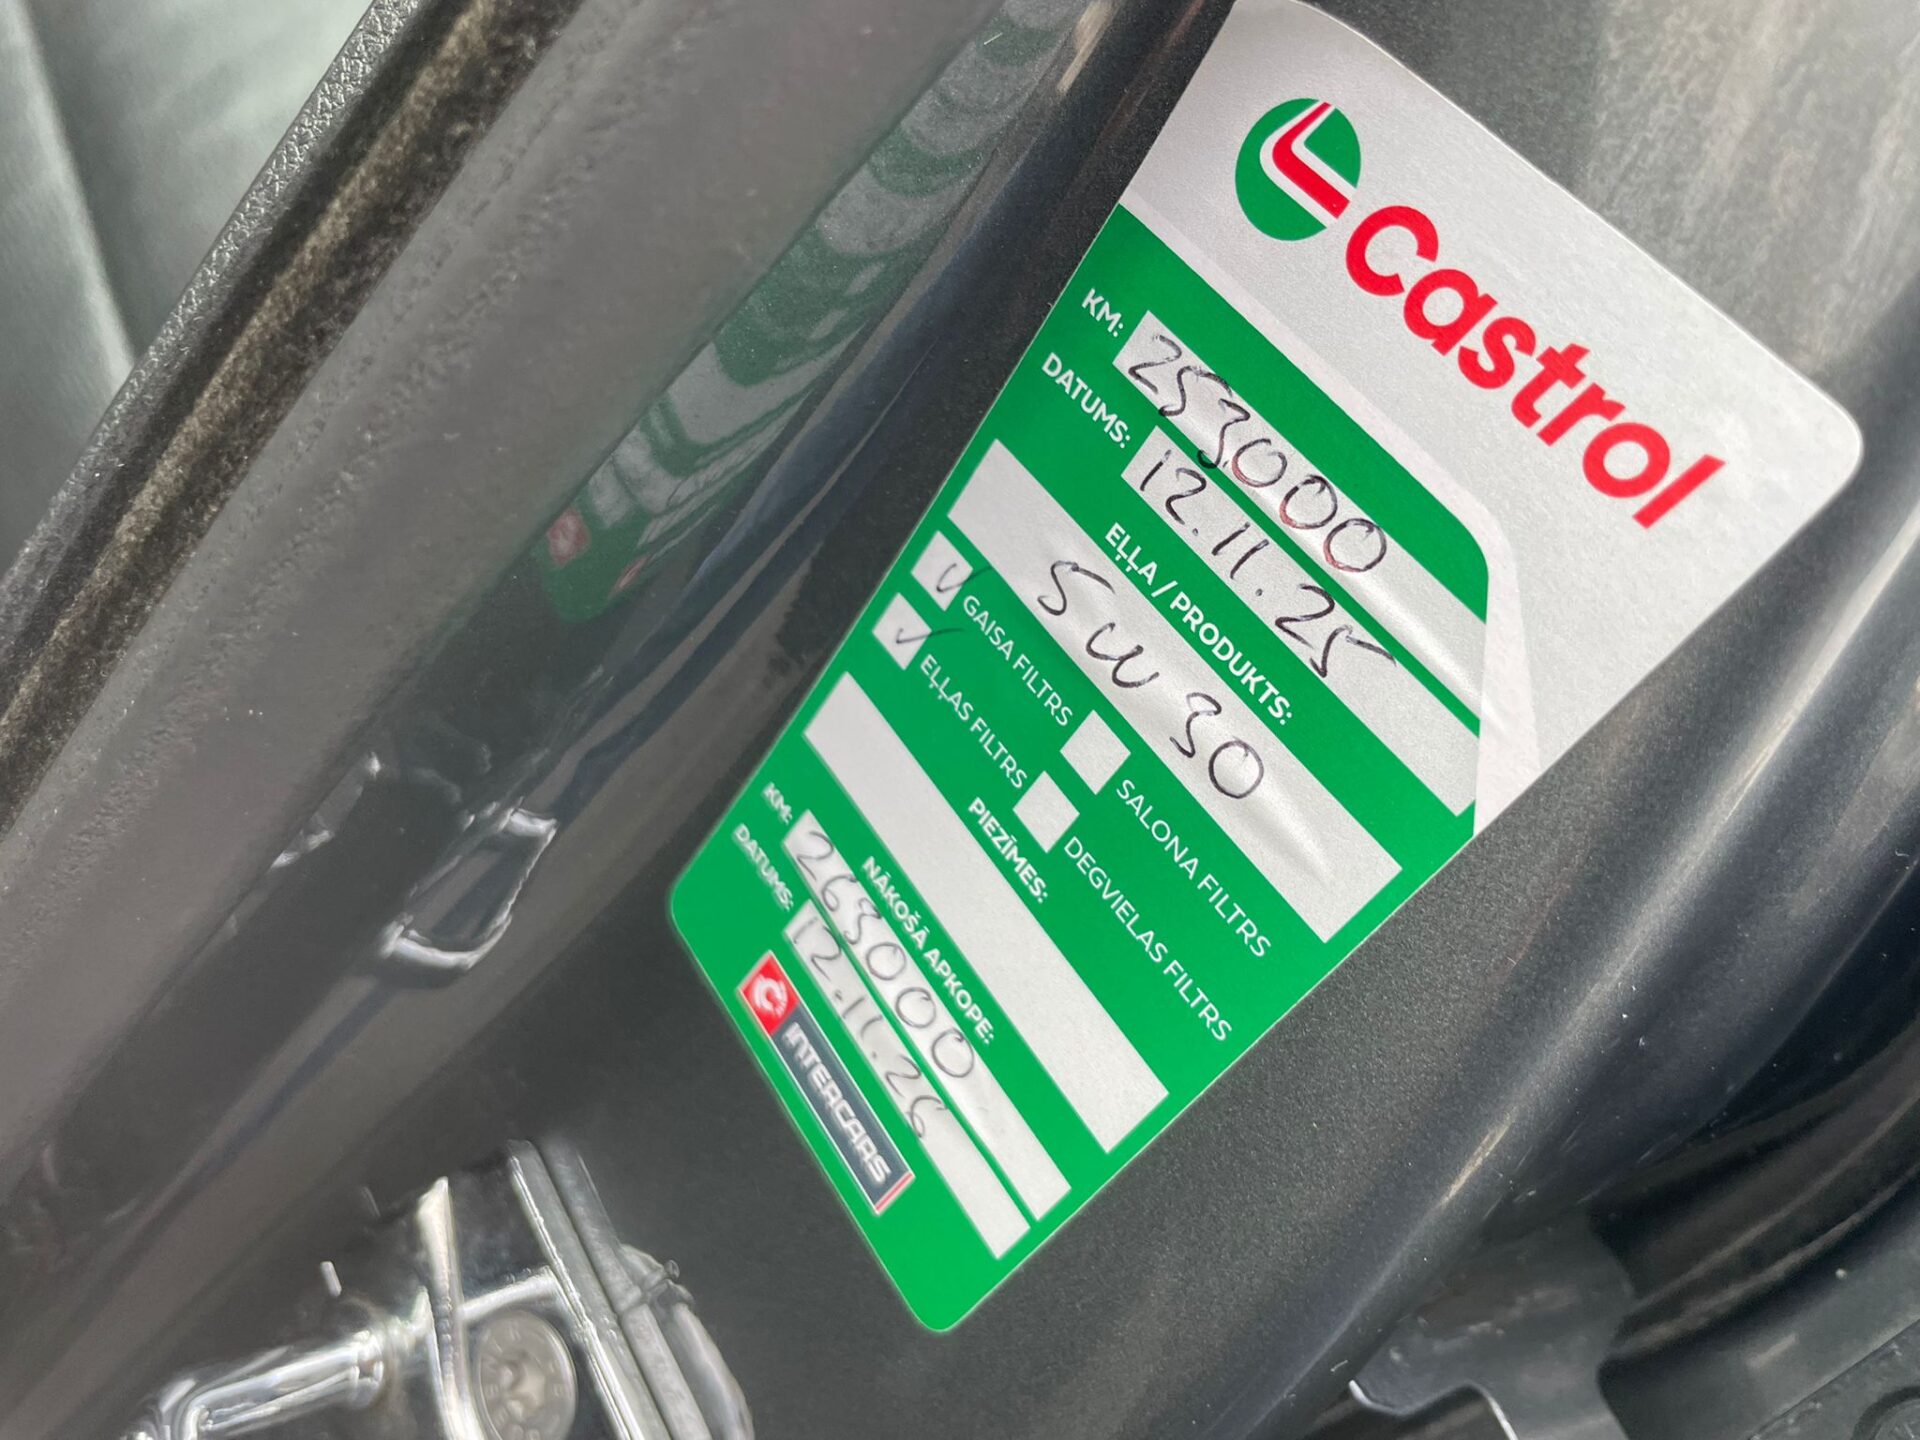 Castrol
KM: 253000
DATUMS: 12.11.25
EĻĻA / PRODUKTS:
5W30
✓ GAISA FILTRS SALONA FILTRS
✓ EĻĻAS FILTRS DEGVIELAS FILTRS
PIEZĪMES:
NĀKOŠĀ APKOPE:
KM: 263000
DATUMS: 12.11.26
INTERCARS